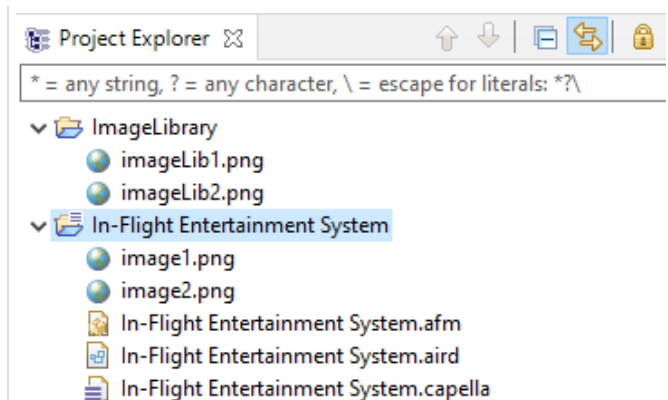 Project Explorer
* = any string, ? = any character, \ = escape for literals: *?\
ImageLibrary
imageLib1.png
imageLib2.png
In-Flight Entertainment System
image1.png
image2.png
In-Flight Entertainment System.afm
In-Flight Entertainment System.aird
In-Flight Entertainment System.capella